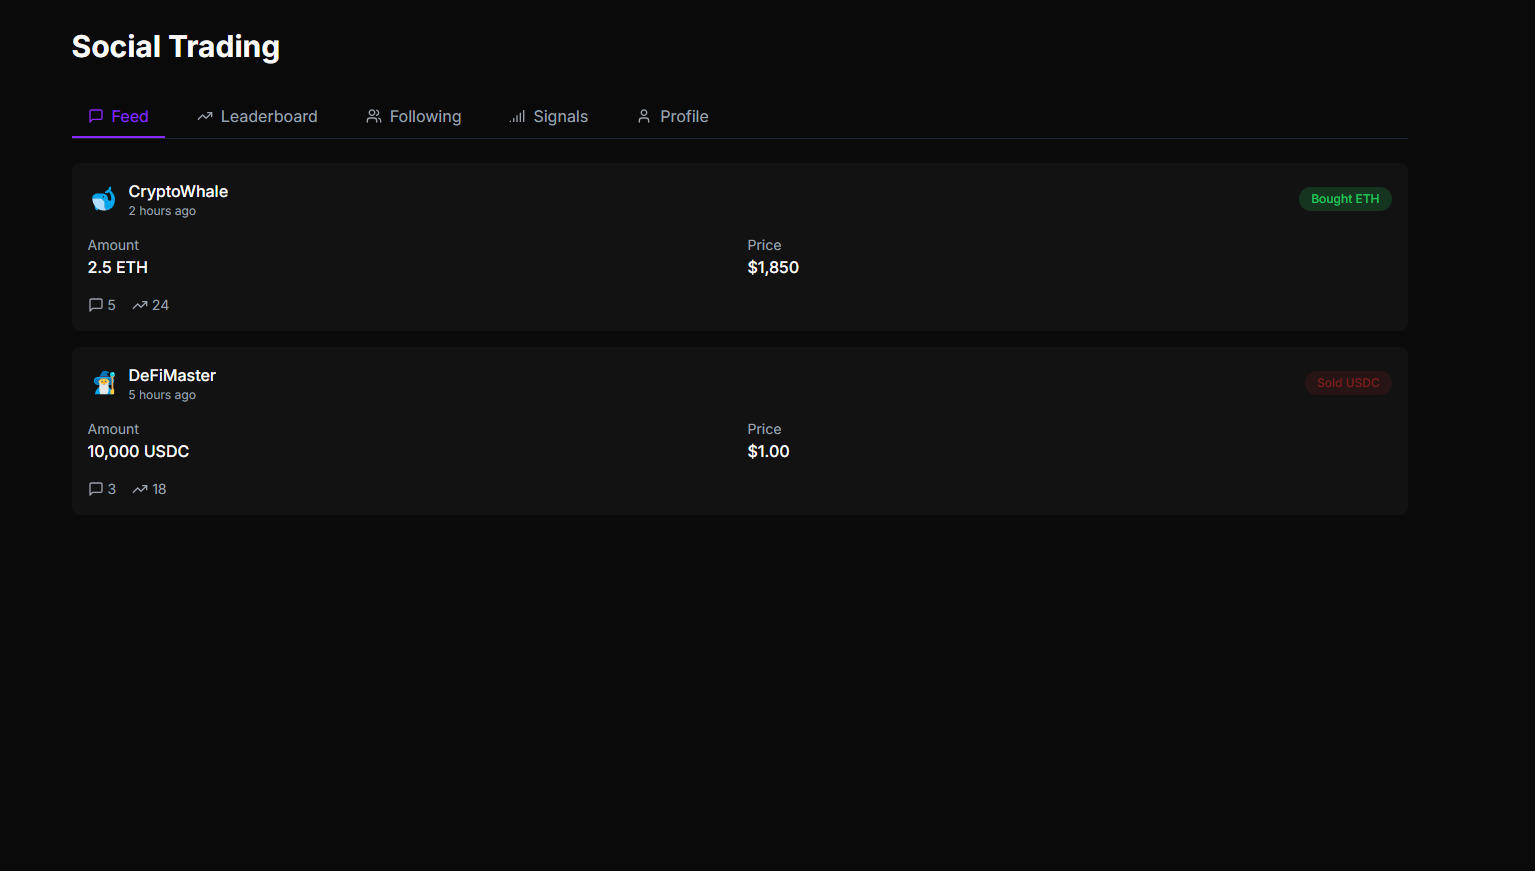 Social Trading
Feed Leaderboard Following Signals Profile
CryptoWhale
2 hours ago
Bought ETH
Amount Price
2.5 ETH $1,850
5 24
DeFiMaster
5 hours ago
Sold USDC
Amount Price
10,000 USDC $1.00
3 18